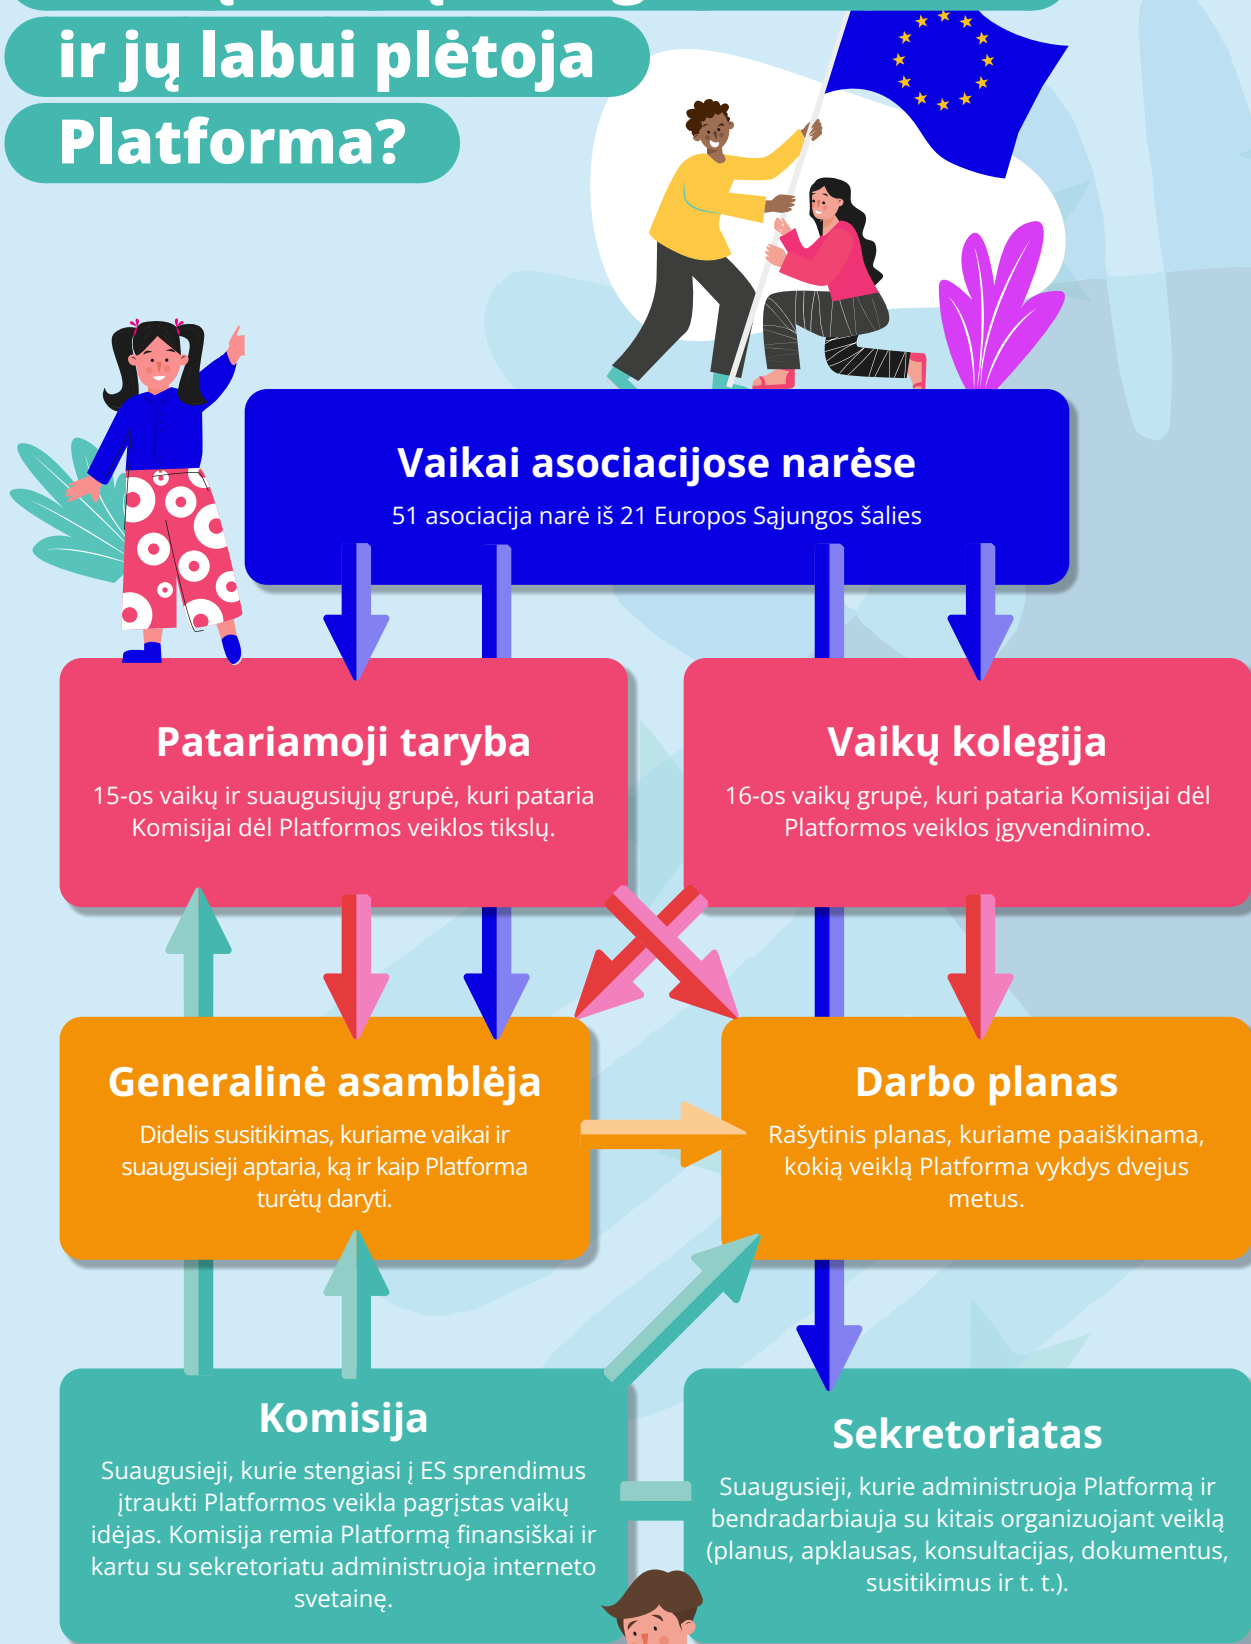 ir jų labui plėtoja
Platforma?
Vaikai asociacijose narėse
51 asociacija narė iš 21 Europos Sąjungos šalies
Patariamoji taryba
15-os vaikų ir suaugusiųjų grupė, kuri pataria
Komisijai dėl Platformos veiklos tikslų.
Vaikų kolegija
16-os vaikų grupė, kuri pataria Komisijai dėl
Platformos veiklos įgyvendinimo.
Generalinė asamblėja
Didelis susitikimas, kuriame vaikai ir
suaugusieji aptaria, ką ir kaip Platforma
turėtų daryti.
Darbo planas
Rašytinis planas, kuriame paaiškinama,
kokią veiklą Platforma vykdys dvejus
metus.
Komisija
Suaugusieji, kurie stengiasi į ES sprendimus
įtraukti Platformos veikla pagrįstas vaikų
idėjas. Komisija remia Platformą finansiškai ir
kartu su sekretoriatu administruoja interneto
svetainę.
Sekretoriatas
Suaugusieji, kurie administruoja Platformą ir
bendradarbiauja su kitais organizuojant veiklą
(planus, apklausas, konsultacijas, dokumentus,
susitikimus ir t. t.).